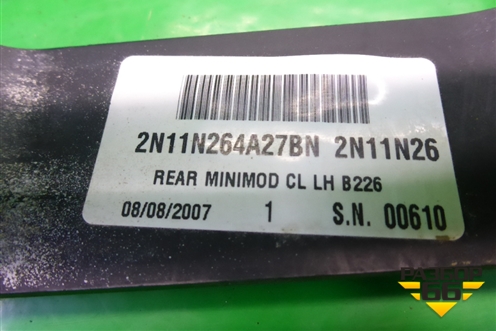 2N11N264A27BN 2N11N26
REAR MINIMOD CL LH B226
08/08/2007 1 S.N. 00610